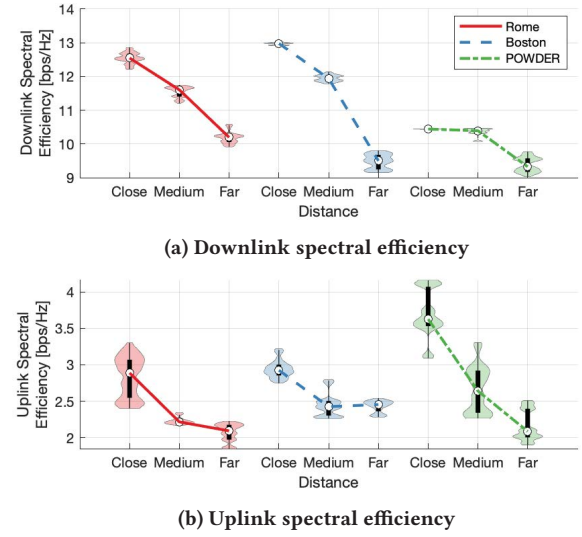 Downlink Spectral
Efficiency [bps/Hz]
13
12
11
10
9
Rome
Boston
POWDER
Close Medium Far Close Medium Far Close Medium Far
Distance
(a) Downlink spectral efficiency
Uplink Spectral
Efficiency [bps/Hz]
4
3.5
3
2.5
2
Close Medium Far Close Medium Far Close Medium Far
Distance
(b) Uplink spectral efficiency